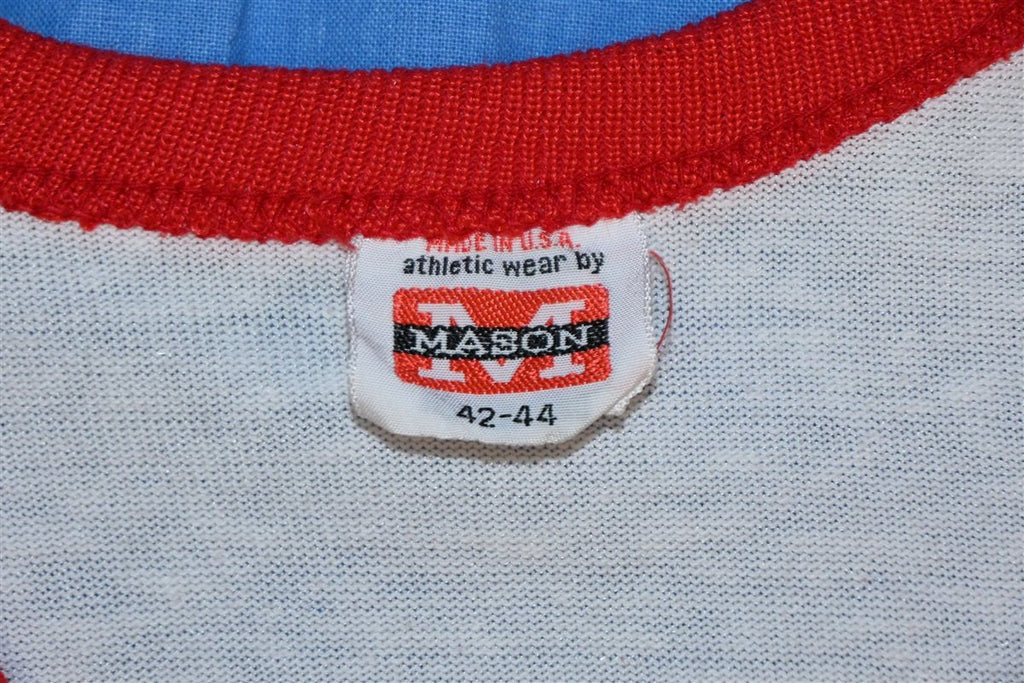 MADE IN U.S.A.
athletic wear by
M
MASON
42-44